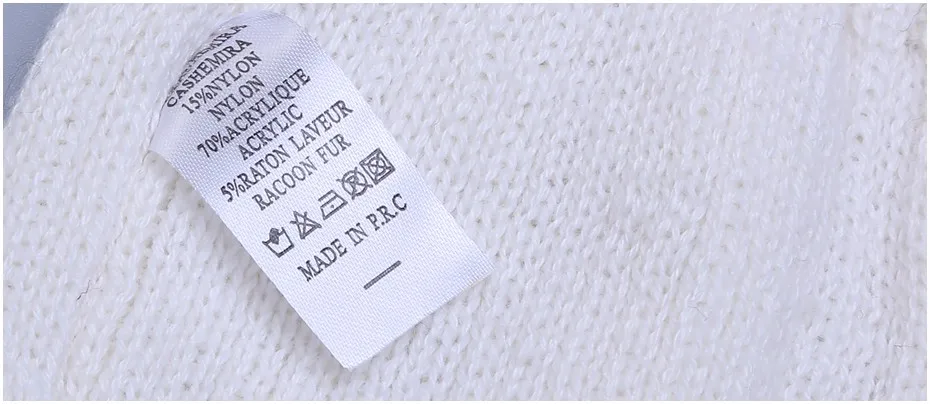 CASHEMIRA
15%NYLON
NYLON
70%ACRYLIQUE
ACRYLIC
5%RATON LAVEUR
RACOON FUR
MADE IN P.R.C